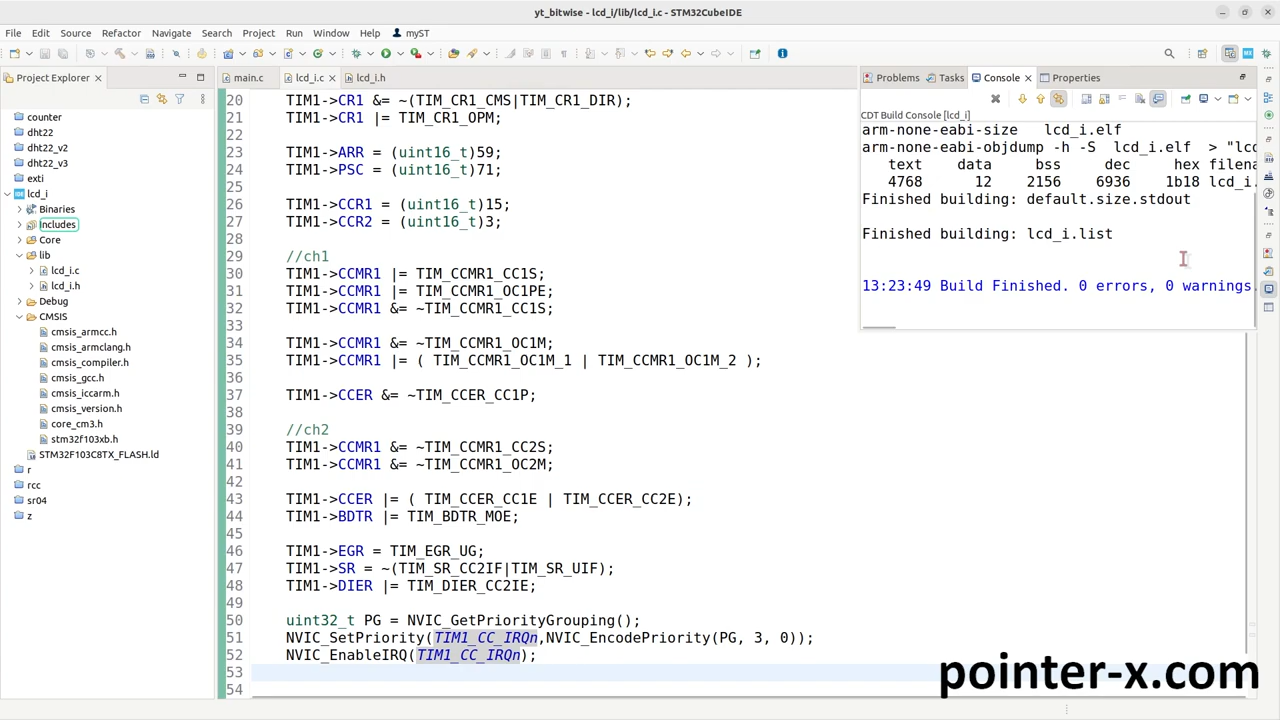 yt_bitwise - lcd_i/lib/lcd_i.c - STM32CubeIDE
File Edit Source Refactor Navigate Search Project Run Window Help myST
Project Explorer
counter
dht22
dht22_v2
dht22_v3
exti
lcd_i
Binaries
Includes
Core
lib
lcd_i.c
lcd_i.h
Debug
CMSIS
cmsis_armcc.h
cmsis_armclang.h
cmsis_compiler.h
cmsis_gcc.h
cmsis_iccarm.h
cmsis_version.h
core_cm3.h
stm32f103xb.h
STM32F103C8TX_FLASH.ld
r
rcc
sr04
z
main.c lcd_i.c lcd_i.h
20 TIM1->CR1 &= ~(TIM_CR1_CMS|TIM_CR1_DIR);
21 TIM1->CR1 |= TIM_CR1_OPM;
22
23 TIM1->ARR = (uint16_t)59;
24 TIM1->PSC = (uint16_t)71;
25
26 TIM1->CCR1 = (uint16_t)15;
27 TIM1->CCR2 = (uint16_t)3;
28
29 //ch1
30 TIM1->CCMR1 |= TIM_CCMR1_CC1S;
31 TIM1->CCMR1 |= TIM_CCMR1_OC1PE;
32 TIM1->CCMR1 &= ~TIM_CCMR1_CC1S;
33
34 TIM1->CCMR1 &= ~TIM_CCMR1_OC1M;
35 TIM1->CCMR1 |= ( TIM_CCMR1_OC1M_1 | TIM_CCMR1_OC1M_2 );
36
37 TIM1->CCER &= ~TIM_CCER_CC1P;
38
39 //ch2
40 TIM1->CCMR1 &= ~TIM_CCMR1_CC2S;
41 TIM1->CCMR1 &= ~TIM_CCMR1_OC2M;
42
43 TIM1->CCER |= ( TIM_CCER_CC1E | TIM_CCER_CC2E);
44 TIM1->BDTR |= TIM_BDTR_MOE;
45
46 TIM1->EGR = TIM_EGR_UG;
47 TIM1->SR = ~(TIM_SR_CC2IF|TIM_SR_UIF);
48 TIM1->DIER |= TIM_DIER_CC2IE;
49
50 uint32_t PG = NVIC_GetPriorityGrouping();
51 NVIC_SetPriority(TIM1_CC_IRQn,NVIC_EncodePriority(PG, 3, 0));
52 NVIC_EnableIRQ(TIM1_CC_IRQn);
53
54
Problems Tasks Console Properties
CDT Build Console [lcd_i]
arm-none-eabi-size lcd_i.elf
arm-none-eabi-objdump -h -S lcd_i.elf > "lcd
text data bss dec hex filena
4768 12 2156 6936 1b18 lcd_i.
Finished building: default.size.stdout
Finished building: lcd_i.list
13:23:49 Build Finished. 0 errors, 0 warnings.
pointer-x.com